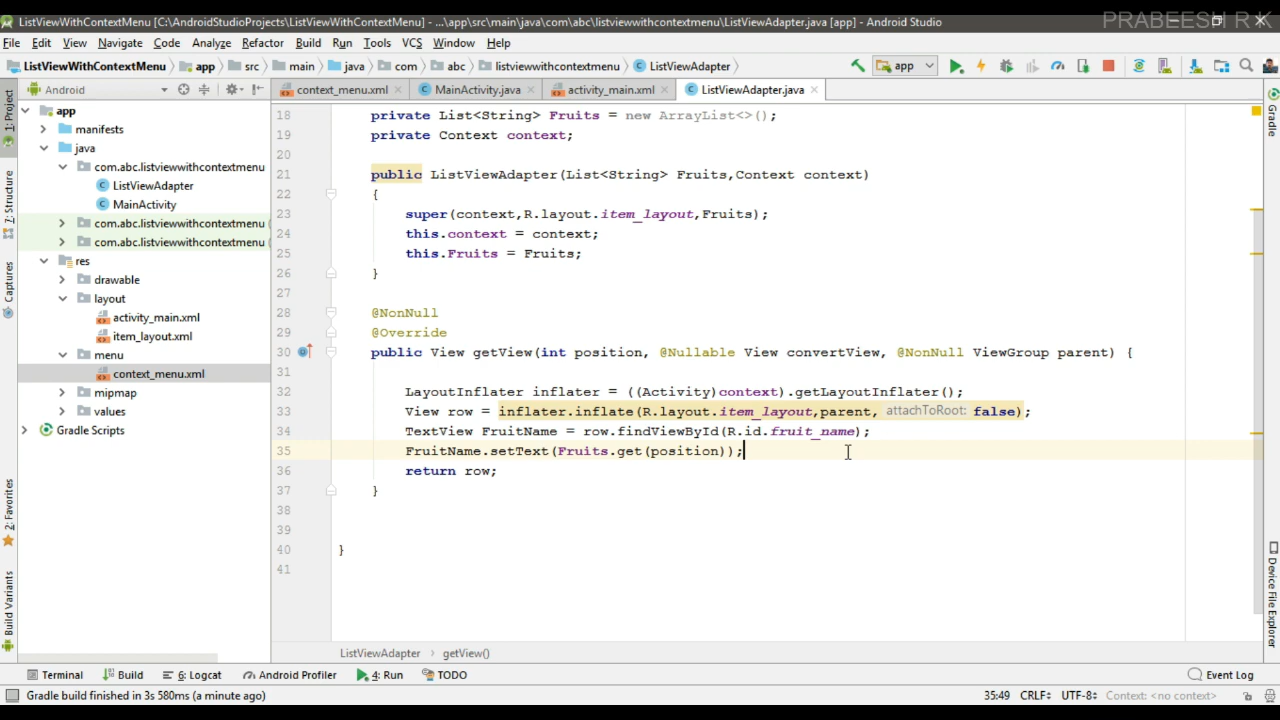 PRABEESH R K
ListViewWithContextMenu [C:\AndroidStudioProjects\ListViewWithContextMenu] - ...\app\src\main\java\com\abc\listviewwithcontextmenu\ListViewAdapter.java [app] - Android Studio
File Edit View Navigate Code Analyze Refactor Build Run Tools VCS Window Help
ListViewWithContextMenu app src main java com abc listviewwithcontextmenu ListViewAdapter app
Android context_menu.xml MainActivity.java activity_main.xml ListViewAdapter.java
1: Project
7: Structure
Captures
2: Favorites
Build Variants
app
manifests
java
com.abc.listviewwithcontextmenu
ListViewAdapter
MainActivity
com.abc.listviewwithcontextmenu (
com.abc.listviewwithcontextmenu (
res
drawable
layout
activity_main.xml
item_layout.xml
menu
context_menu.xml
mipmap
values
Gradle Scripts
18 private List<String> Fruits = new ArrayList<>();
19 private Context context;
20
21 public ListViewAdapter(List<String> Fruits,Context context)
22 {
23 super(context,R.layout.item_layout,Fruits);
24 this.context = context;
25 this.Fruits = Fruits;
26 }
27
28 @NonNull
29 @Override
30 public View getView(int position, @Nullable View convertView, @NonNull ViewGroup parent) {
31
32 LayoutInflater inflater = ((Activity)context).getLayoutInflater();
33 View row = inflater.inflate(R.layout.item_layout,parent, attachToRoot: false);
34 TextView FruitName = row.findViewById(R.id.fruit_name);
35 FruitName.setText(Fruits.get(position));
36 return row;
37 }
38
39
40 }
41
ListViewAdapter getView()
Gradle
Device File Explorer
Terminal Build 6: Logcat Android Profiler 4: Run TODO Event Log
Gradle build finished in 3s 580ms (a minute ago) 35:49 CRLF UTF-8 Context: <no context>